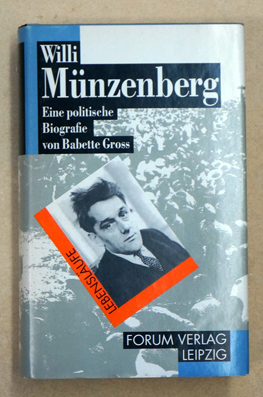 Willi
Münzenberg
Eine politische
Biografie
von Babette Gross
LEBENSLÄUFE
FORUM VERLAG
LEIPZIG